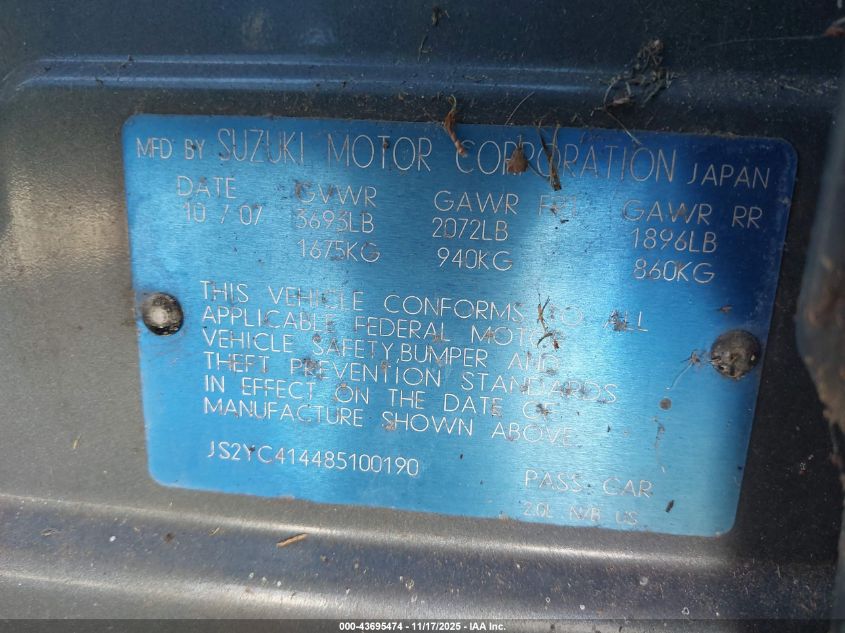 MFD BY SUZUKI MOTOR CORPORATION JAPAN
DATE GVWR GAWR FRT GAWR RR
10 / 07 3693LB 2072LB 1896LB
1675KG 940KG 860KG
THIS VEHICLE CONFORMS TO ALL
APPLICABLE FEDERAL MOTOR
VEHICLE SAFETY,BUMPER AND
THEFT PREVENTION STANDARDS
IN EFFECT ON THE DATE OF
MANUFACTURE SHOWN ABOVE.
JS2YC414485100190
PASS. CAR
2.0L N/B US
000-43695474 - 11/17/2025 - IAA Inc.